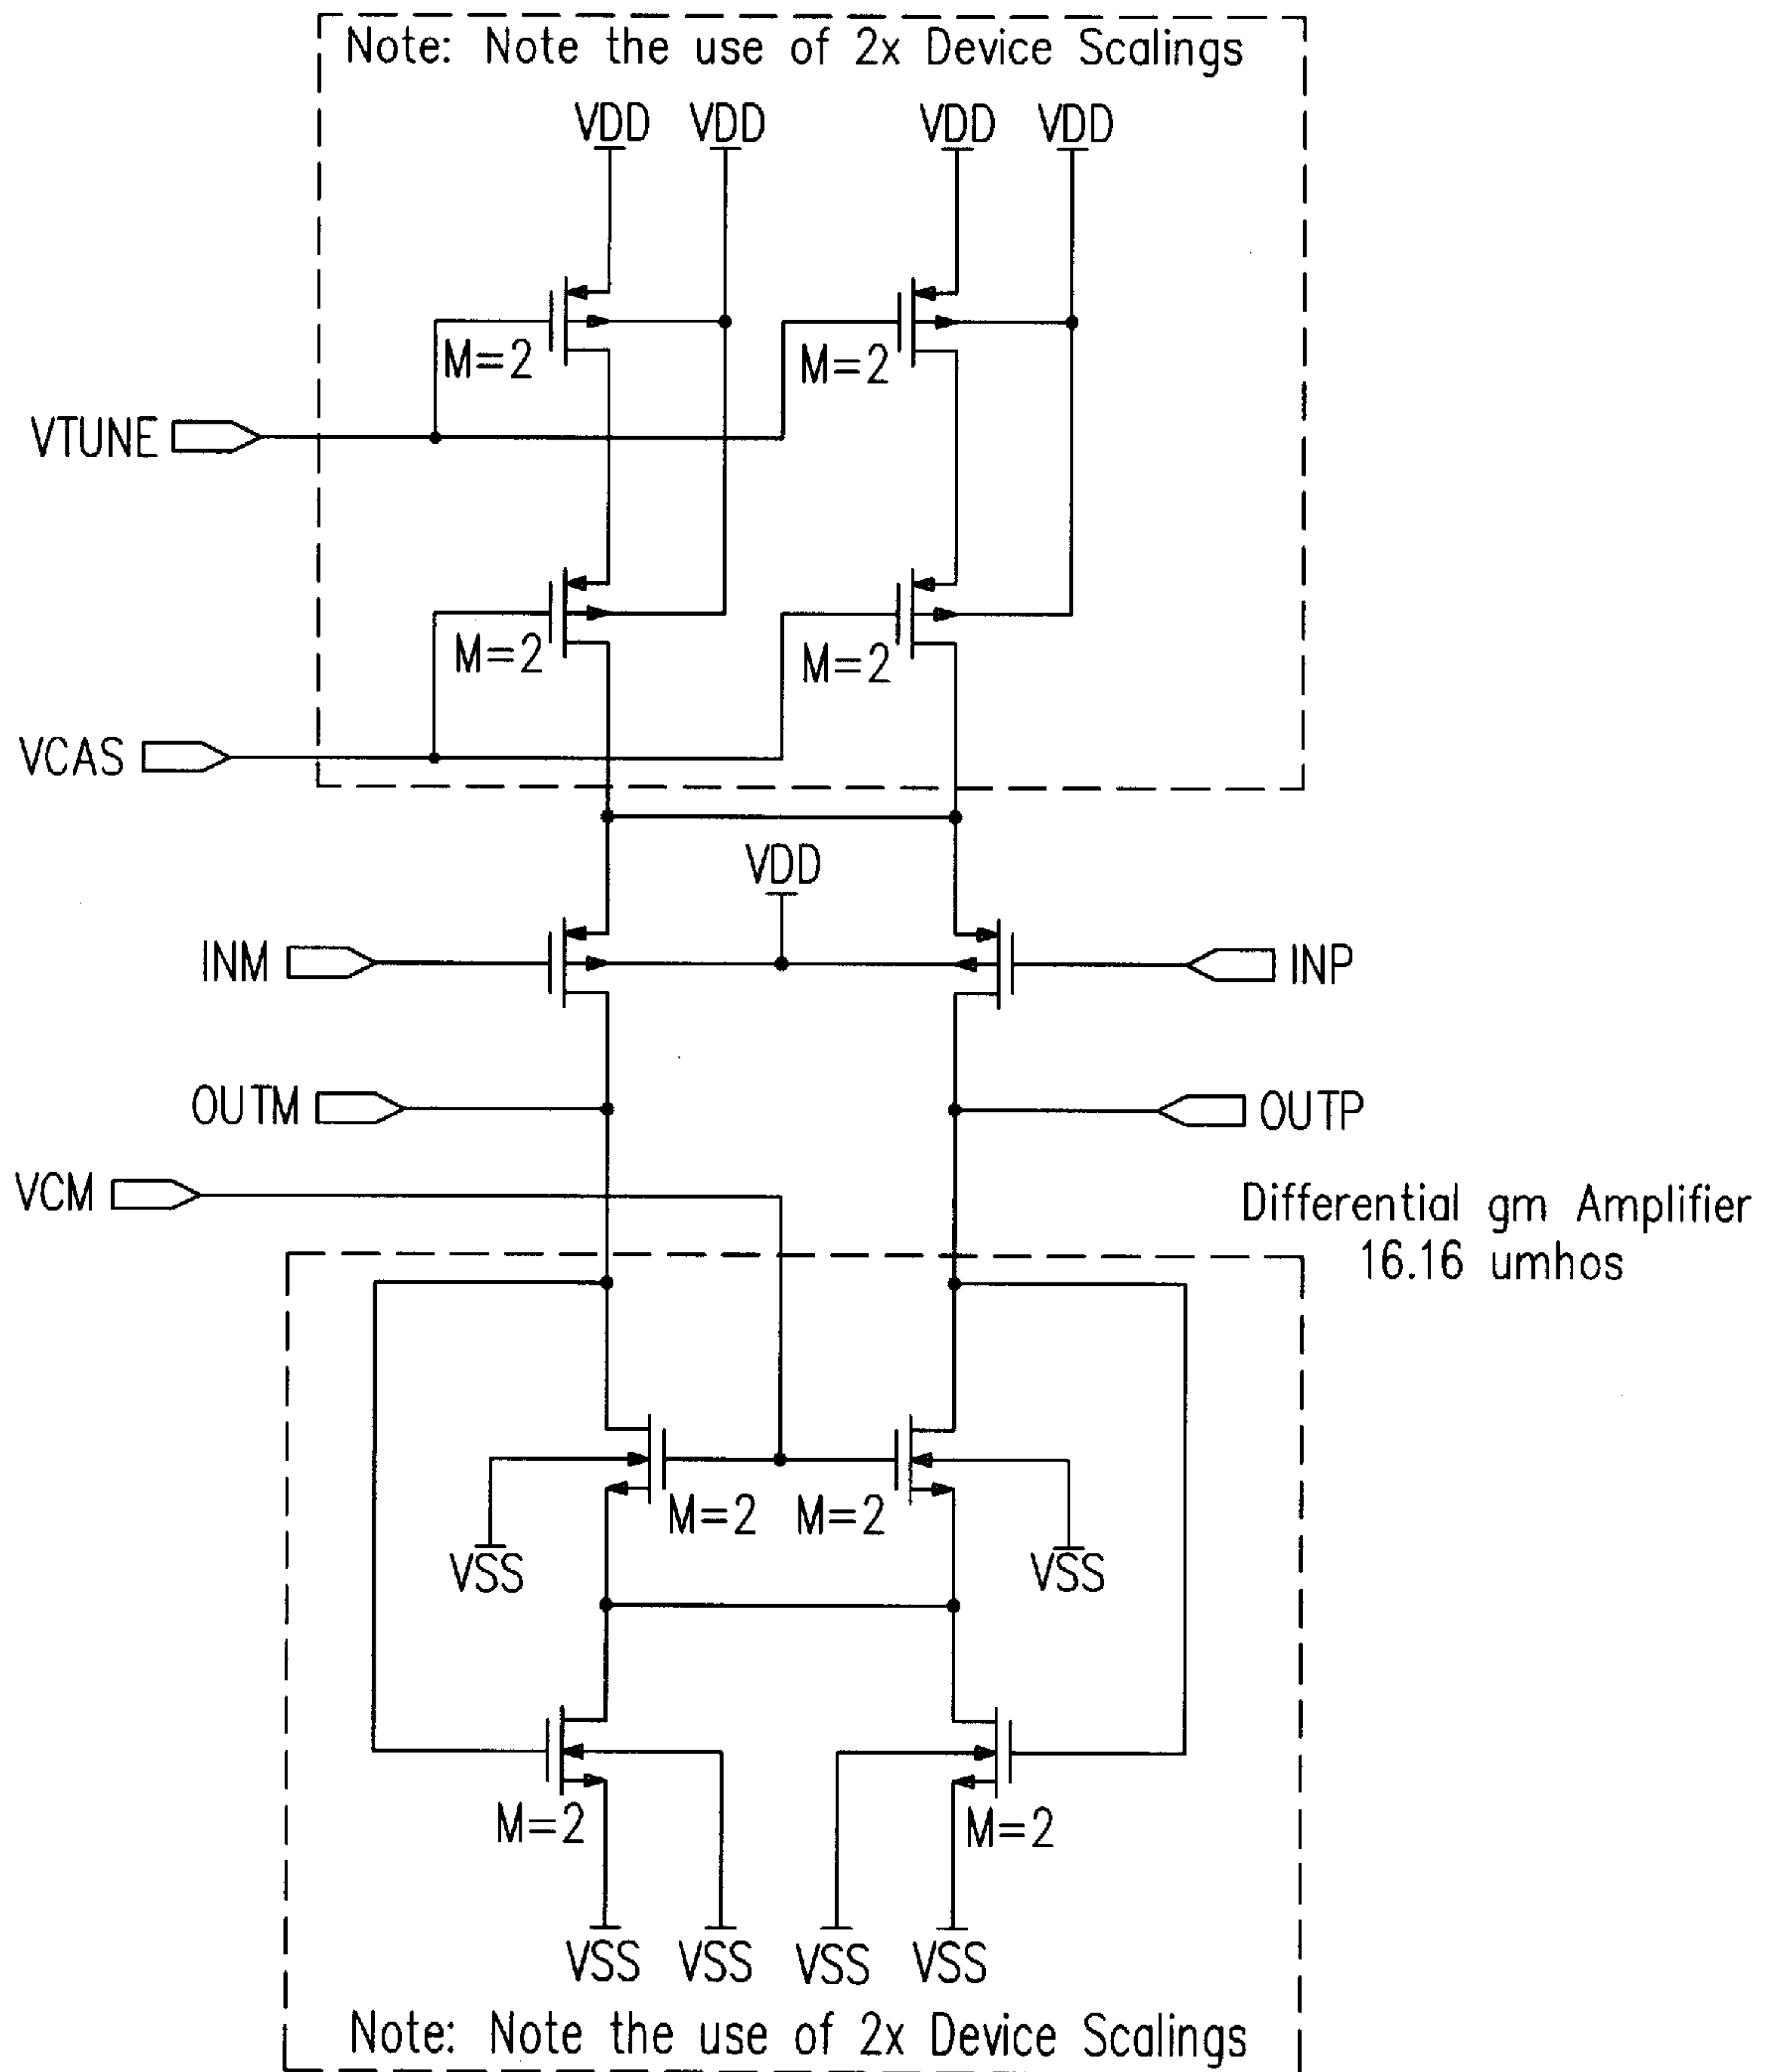 Note: Note the use of 2x Device Scalings
VDD VDD VDD VDD
M=2 M=2
VTUNE
M=2 M=2
VCAS
VDD
INM INP
OUTM OUTP
VCM
Differential gm Amplifier
16.16 umhos
M=2 M=2
VSS VSS
M=2 M=2
VSS VSS VSS VSS
Note: Note the use of 2x Device Scalings